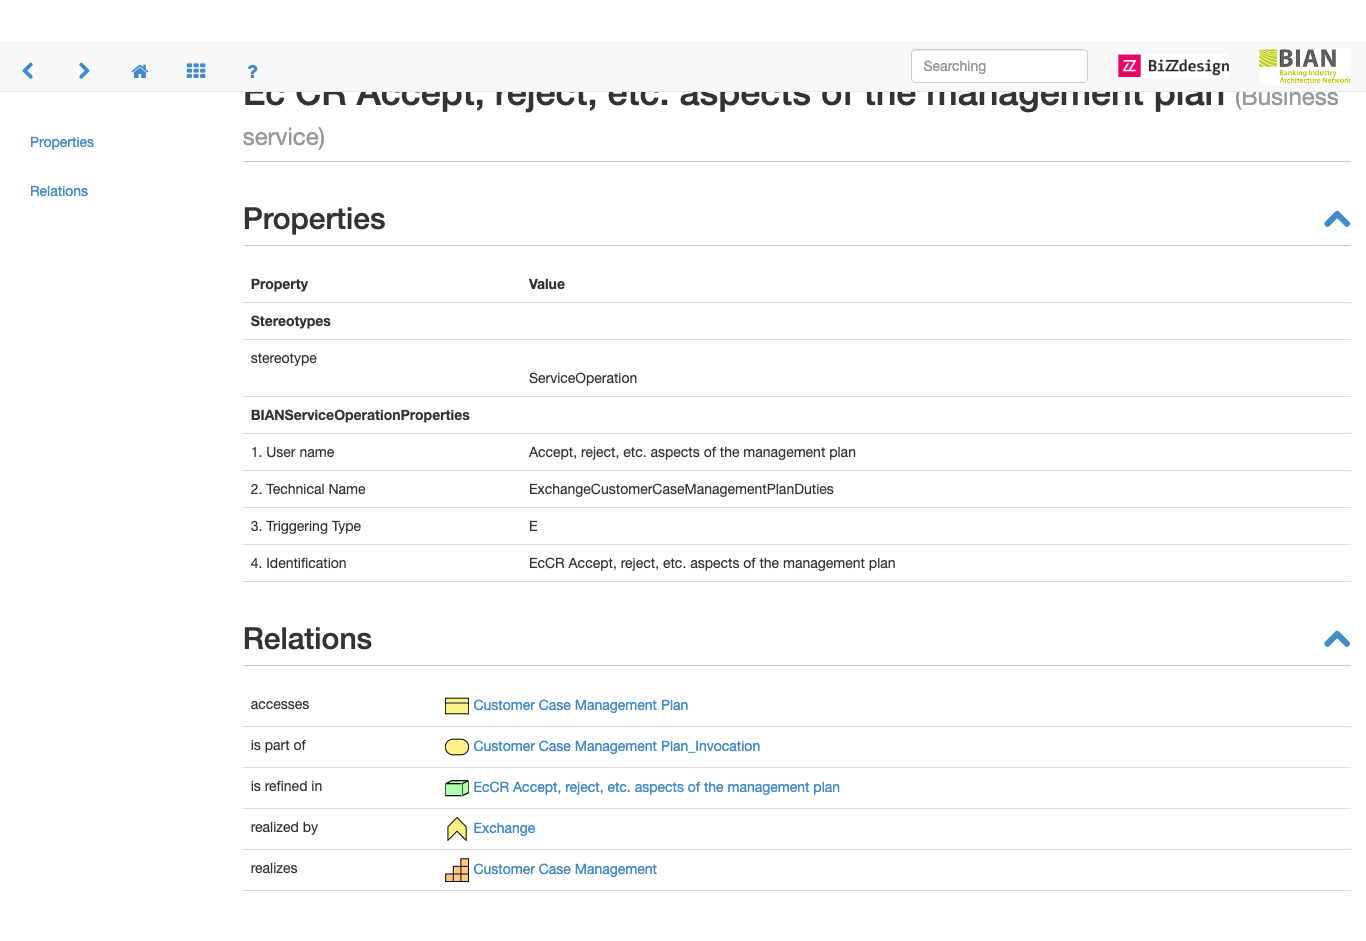 ?
Searching
BiZZdesign
BIAN
Banking Industry
Architecture Network
Ec CR Accept, reject, etc. aspects of the management plan (Business
service)
Properties
Relations
Properties
Property Value
Stereotypes
stereotype
ServiceOperation
BIANServiceOperationProperties
1. User name Accept, reject, etc. aspects of the management plan
2. Technical Name ExchangeCustomerCaseManagementPlanDuties
3. Triggering Type E
4. Identification EcCR Accept, reject, etc. aspects of the management plan
Relations
accesses Customer Case Management Plan
is part of Customer Case Management Plan_Invocation
is refined in EcCR Accept, reject, etc. aspects of the management plan
realized by Exchange
realizes Customer Case Management